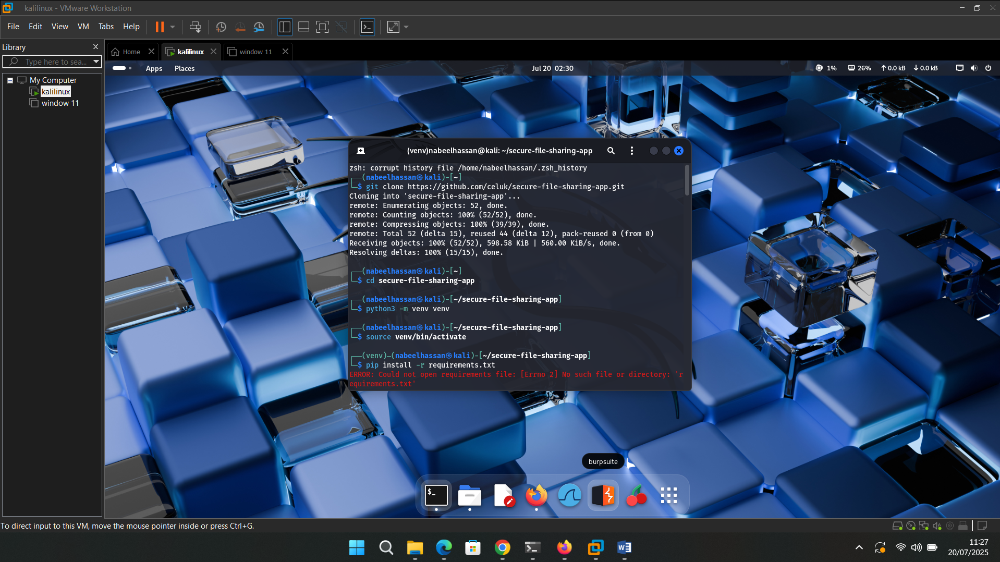 kalilinux - VMware Workstation
File Edit View VM Tabs Help
Library
Home
kalilinux
window 11
Type here to sea...
My Computer
kalilinux
window 11
Apps Places
Jul 20 02:30
1% 26% 0.0 kB 0.0 kB
(venv)nabeelhassan@kali: ~/secure-file-sharing-app
zsh: corrupt history file /home/nabeelhassan/.zsh_history
┌──(nabeelhassan㉿kali)-[~]
└─$ git clone https://github.com/celuk/secure-file-sharing-app.git
Cloning into 'secure-file-sharing-app'...
remote: Enumerating objects: 52, done.
remote: Counting objects: 100% (52/52), done.
remote: Compressing objects: 100% (39/39), done.
remote: Total 52 (delta 15), reused 44 (delta 12), pack-reused 0 (from 0)
Receiving objects: 100% (52/52), 598.58 KiB | 560.00 KiB/s, done.
Resolving deltas: 100% (15/15), done.
┌──(nabeelhassan㉿kali)-[~]
└─$ cd secure-file-sharing-app
┌──(nabeelhassan㉿kali)-[~/secure-file-sharing-app]
└─$ python3 -m venv venv
┌──(nabeelhassan㉿kali)-[~/secure-file-sharing-app]
└─$ source venv/bin/activate
┌──(venv)─(nabeelhassan㉿kali)-[~/secure-file-sharing-app]
└─$ pip install -r requirements.txt
ERROR: Could not open requirements file: [Errno 2] No such file or directory: 'r
equirements.txt'
burpsuite
To direct input to this VM, move the mouse pointer inside or press Ctrl+G.
11:27
20/07/2025